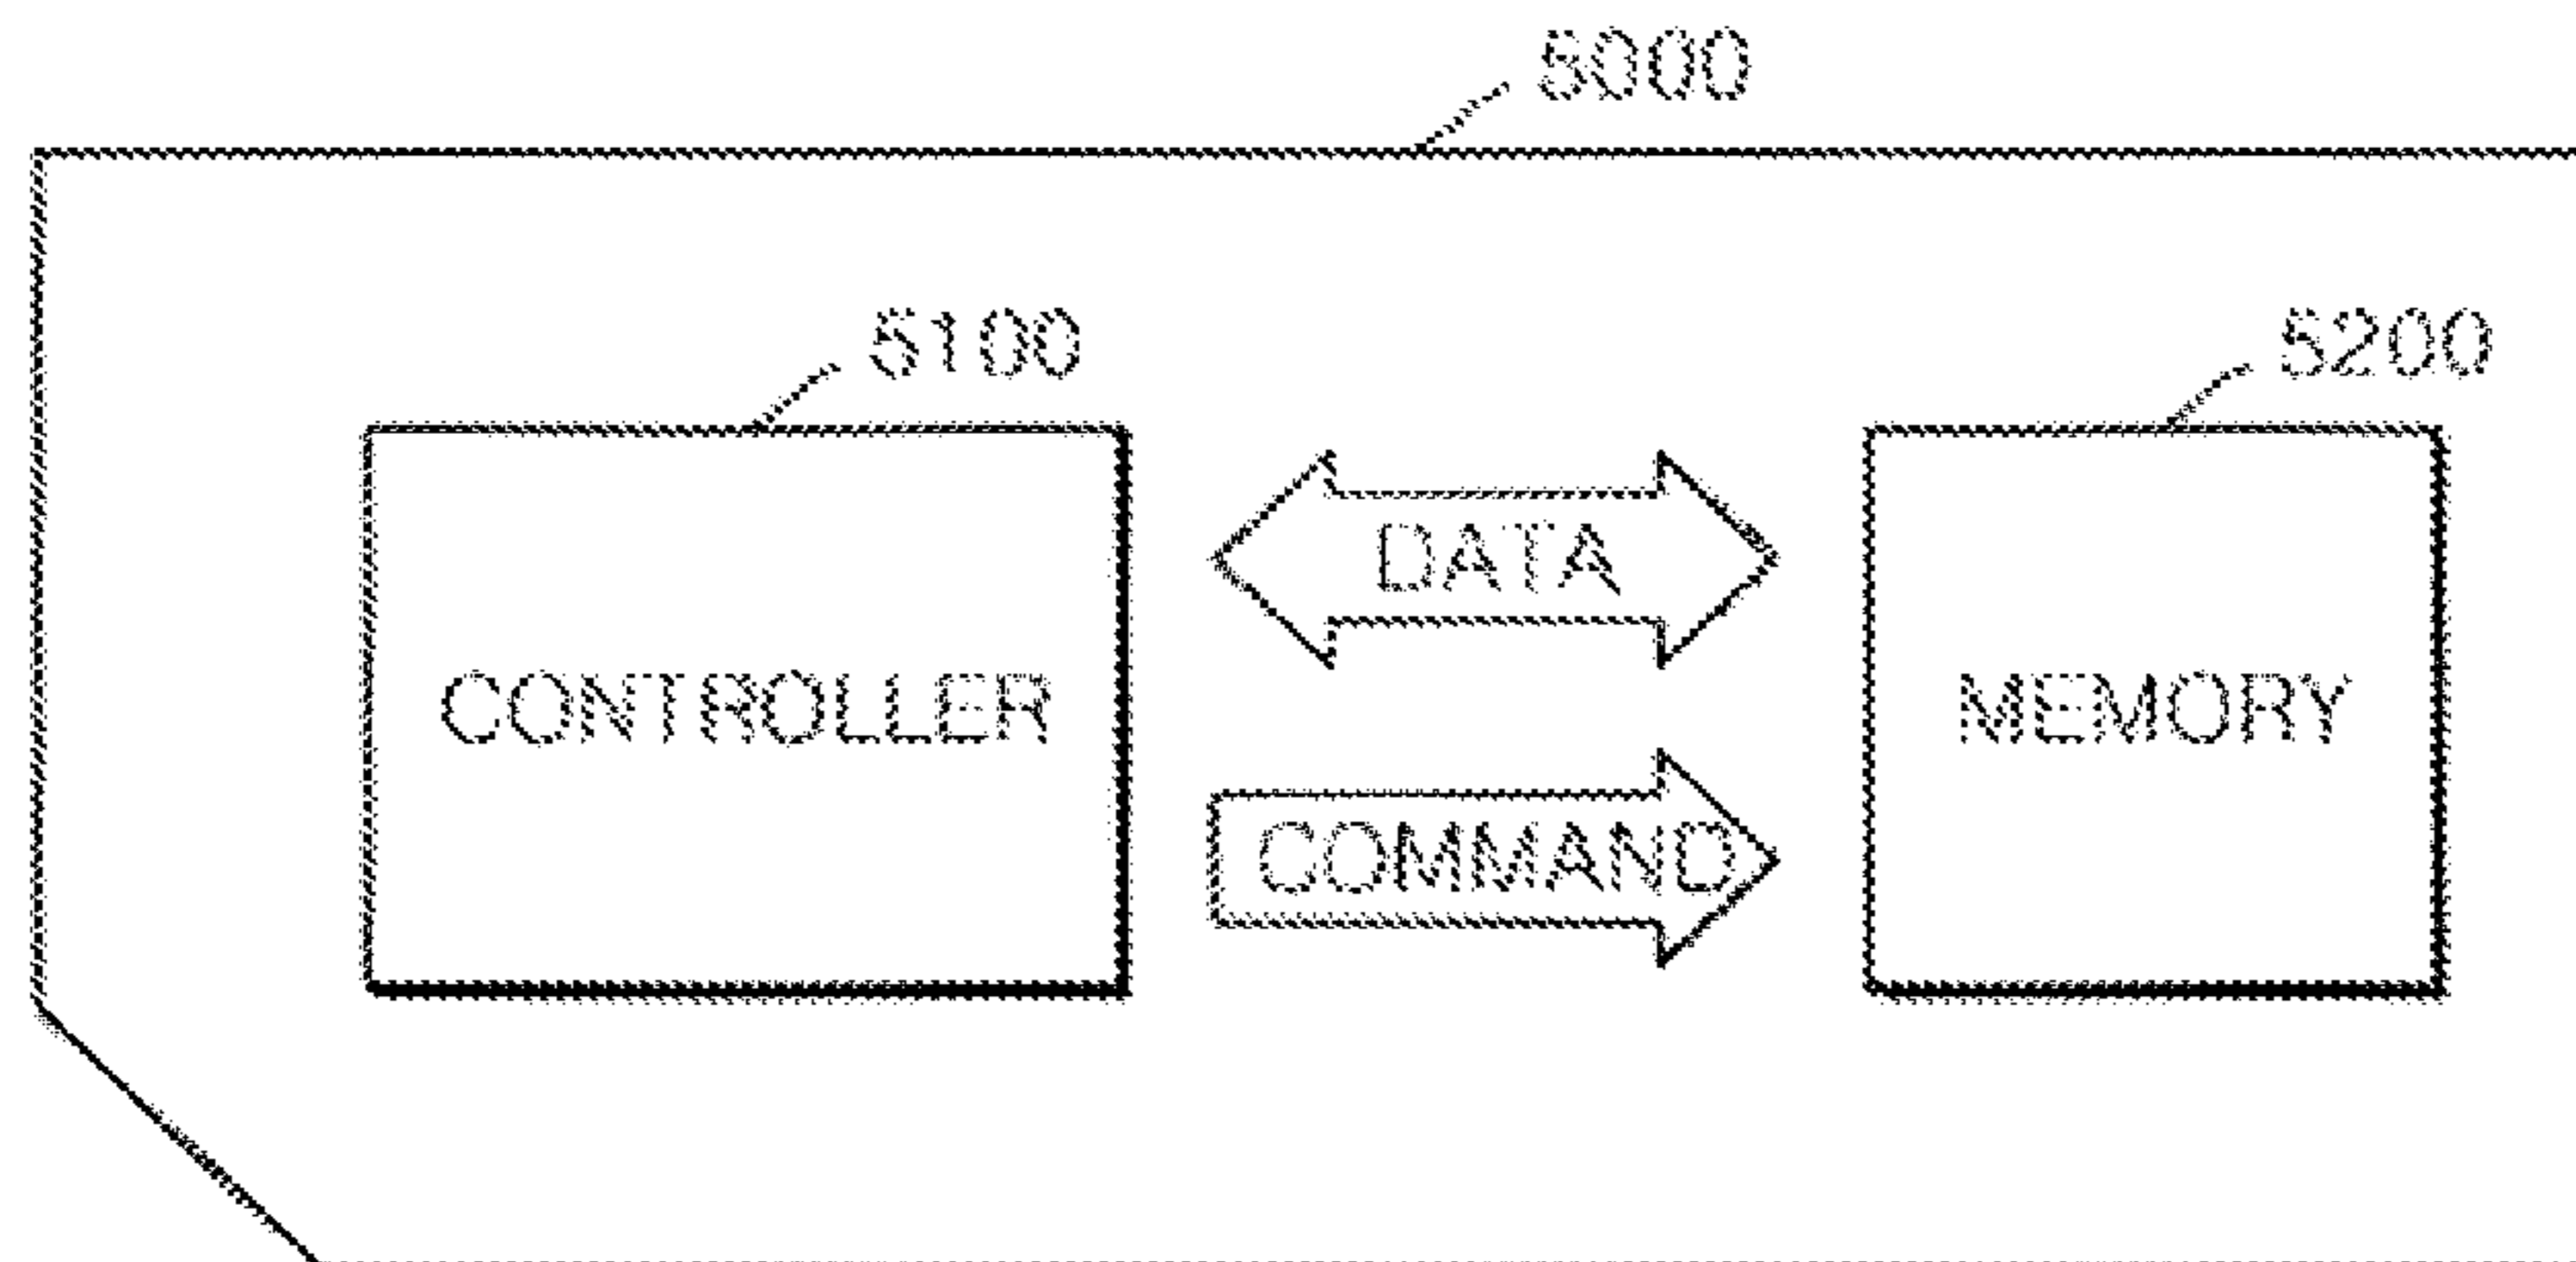 5000
5100
5200
DATA
CONTROLLER
MEMORY
COMMAND